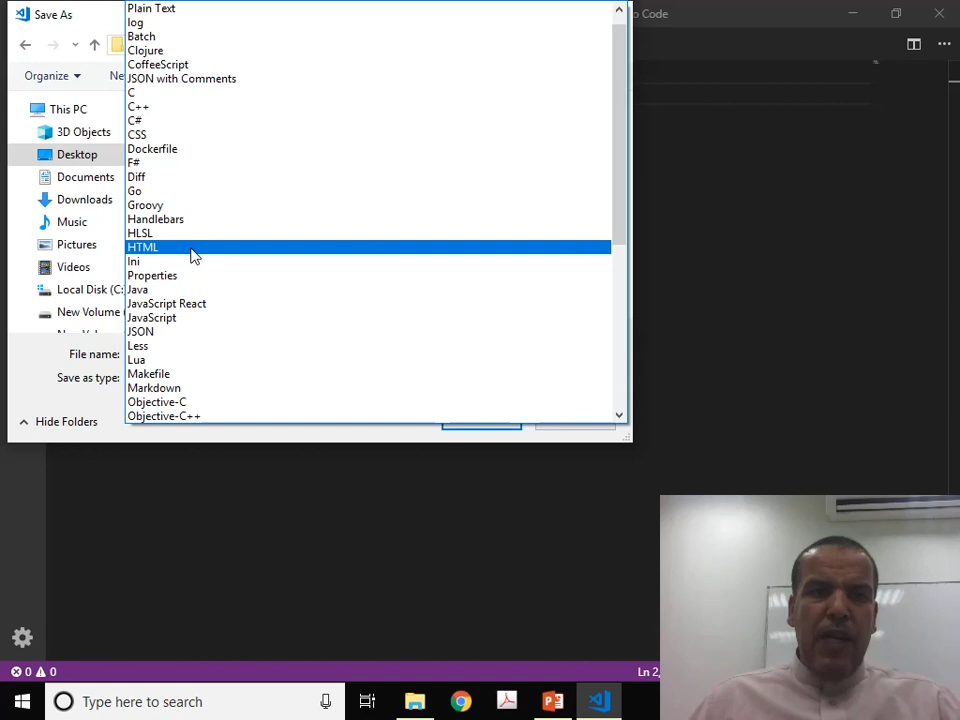 Save As
o Code
Plain Text
log
Batch
Clojure
CoffeeScript
JSON with Comments
C
C++
C#
CSS
Dockerfile
F#
Diff
Go
Groovy
Handlebars
HLSL
HTML
Ini
Properties
Java
JavaScript React
JavaScript
JSON
Less
Lua
Makefile
Markdown
Objective-C
Objective-C++
Organize
Ne
This PC
3D Objects
Desktop
Documents
Downloads
Music
Pictures
Videos
Local Disk (C:
New Volume (
File name:
Save as type:
Hide Folders
0 0
Ln 2,
Type here to search